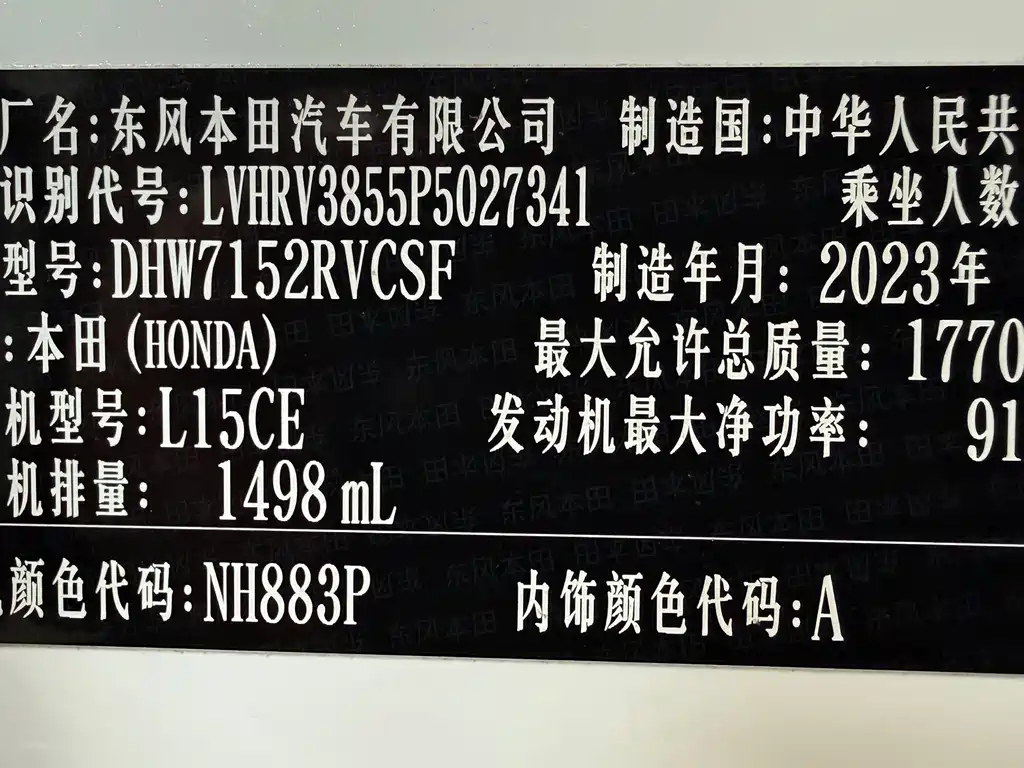 厂名:东风本田汽车有限公司 制造国:中华人民共
识别代号:LVHRV3855P5027341 乘坐人数
型号:DHW7152RVCSF 制造年月: 2023年
:本田(HONDA) 最大允许总质量: 1770
机型号:L15CE 发动机最大净功率: 91
机排量: 1498 mL
颜色代码:NH883P 内饰颜色代码:A